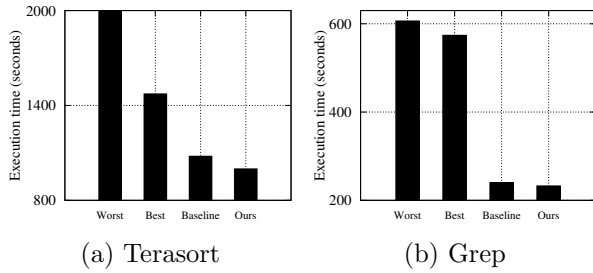 Execution time (seconds)
2000
1400
800
Worst Best Baseline Ours
(a) Terasort
Execution time (seconds)
600
400
200
Worst Best Baseline Ours
(b) Grep